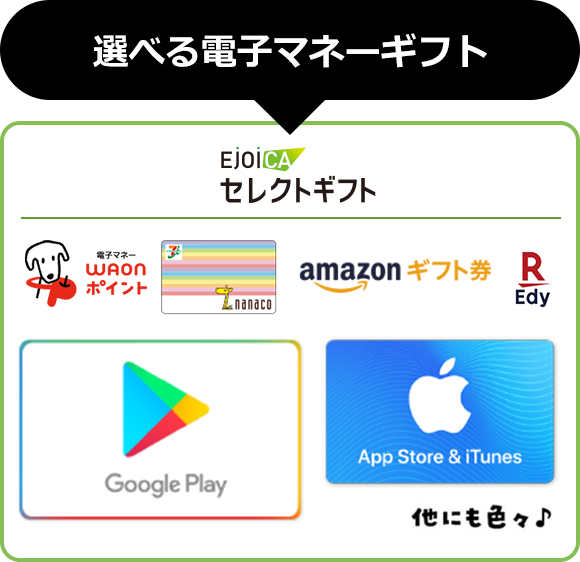 選べる電子マネーギフト
EJOICA
セレクトギフト
電子マネー
WAON
ポイント
7
nanaco
amazon ギフト券
R
Edy
Google Play
App Store & iTunes
他にも色々♪